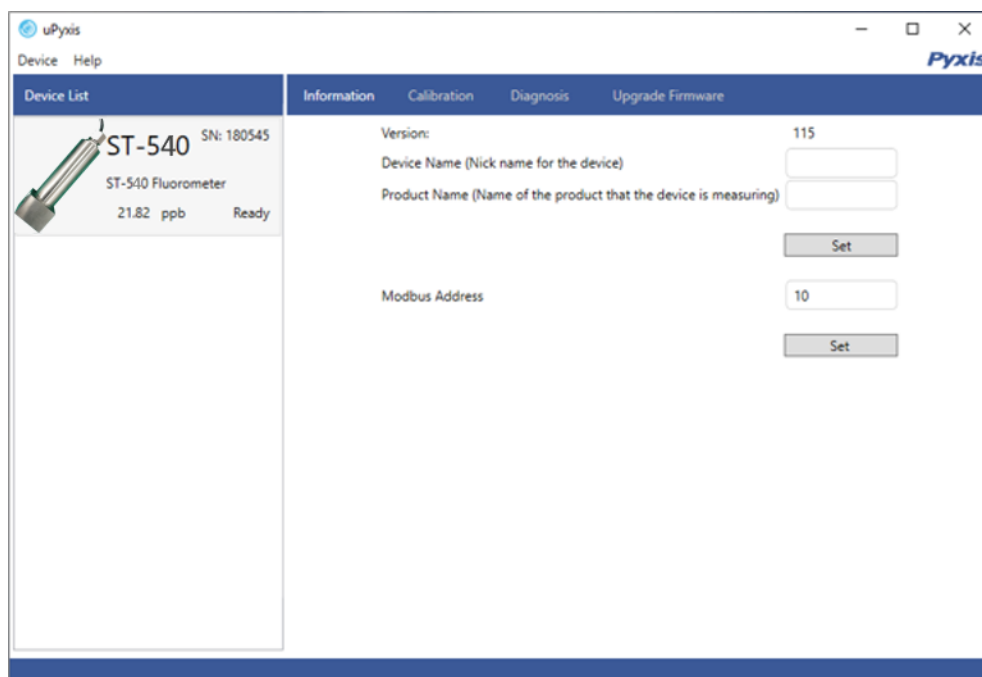 uPyxis
Device Help
Pyxis
Device List
Information Calibration Diagnosis Upgrade Firmware
ST-540 SN: 180545
ST-540 Fluorometer
21.82 ppb Ready
Version: 115
Device Name (Nick name for the device)
Product Name (Name of the product that the device is measuring)
Set
Modbus Address 10
Set